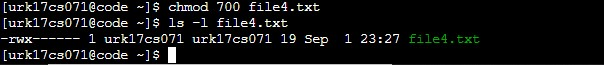 [urk17cs071@code ~]$ chmod 700 file4.txt
[urk17cs071@code ~]$ ls -l file4.txt
-rwx------ 1 urk17cs071 urk17cs071 19 Sep  1 23:27 file4.txt
[urk17cs071@code ~]$